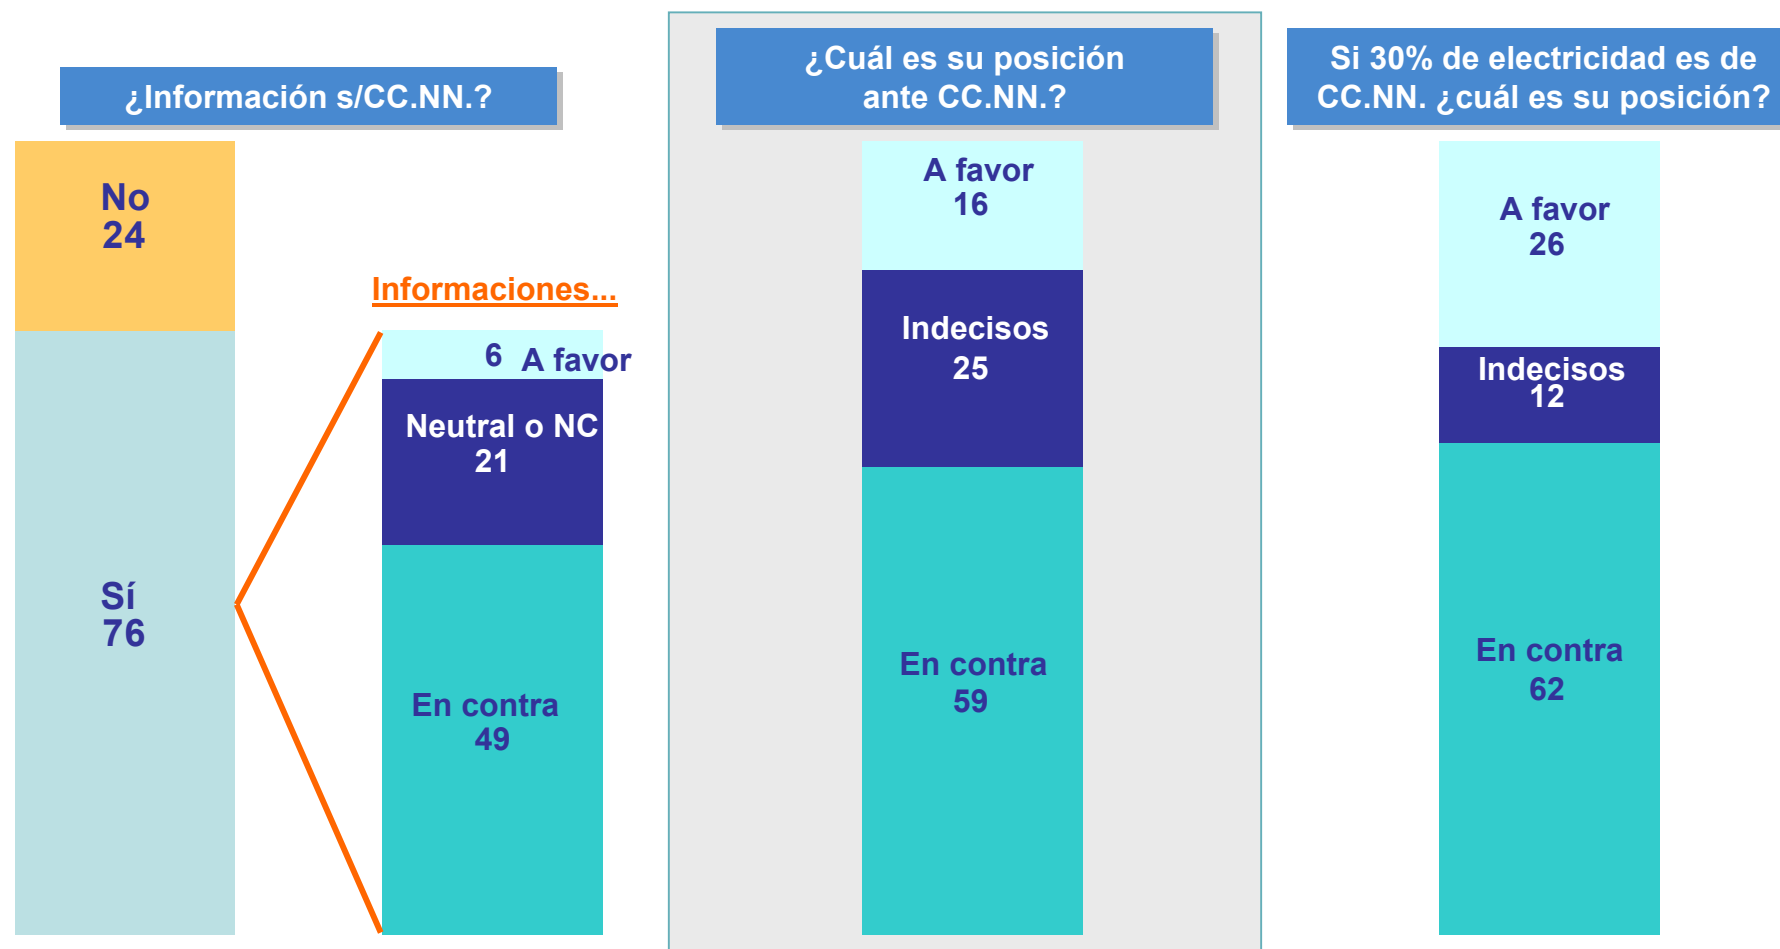 ¿Información s/CC.NN.?
No
24
Sí
76
Informaciones...
6 A favor
Neutral o NC
21
En contra
49
¿Cuál es su posición
ante CC.NN.?
A favor
16
Indecisos
25
En contra
59
Si 30% de electricidad es de
CC.NN. ¿cuál es su posición?
A favor
26
Indecisos
12
En contra
62